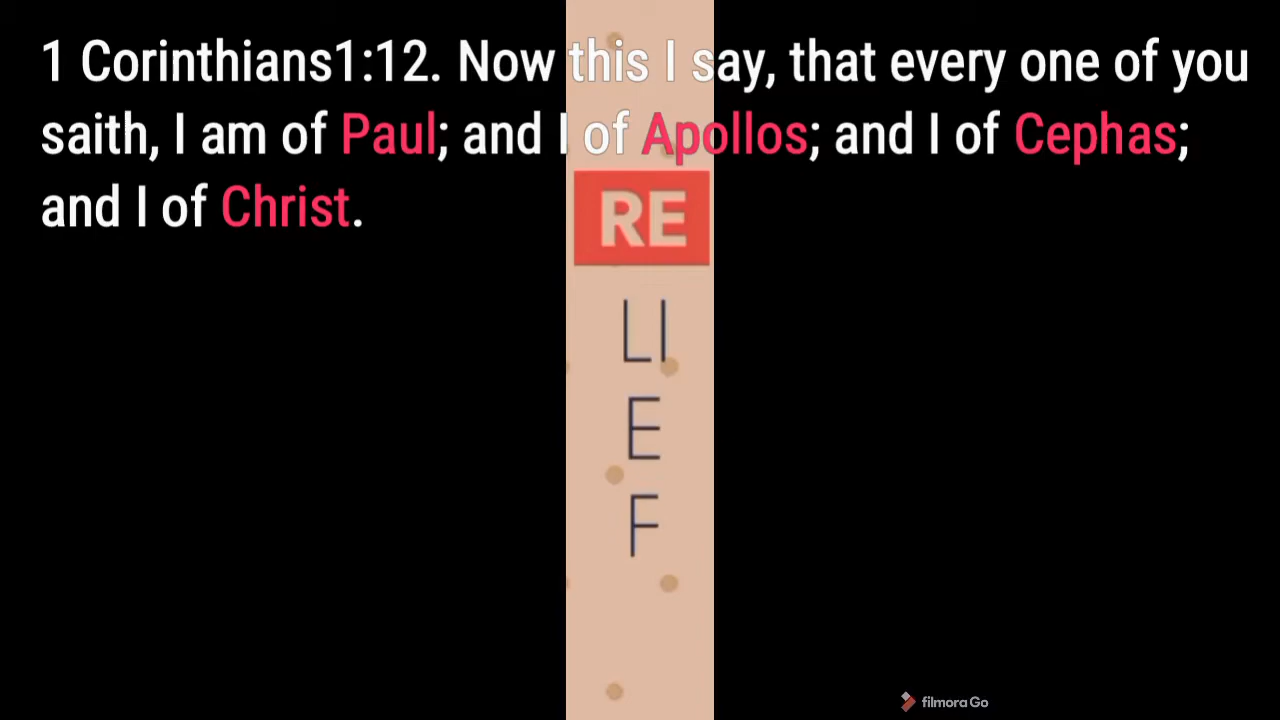 1 Corinthians1:12. Now this I say, that every one of you
saith, I am of Paul; and I of Apollos; and I of Cephas;
and I of Christ.
RE
LI
E
F
filmora Go